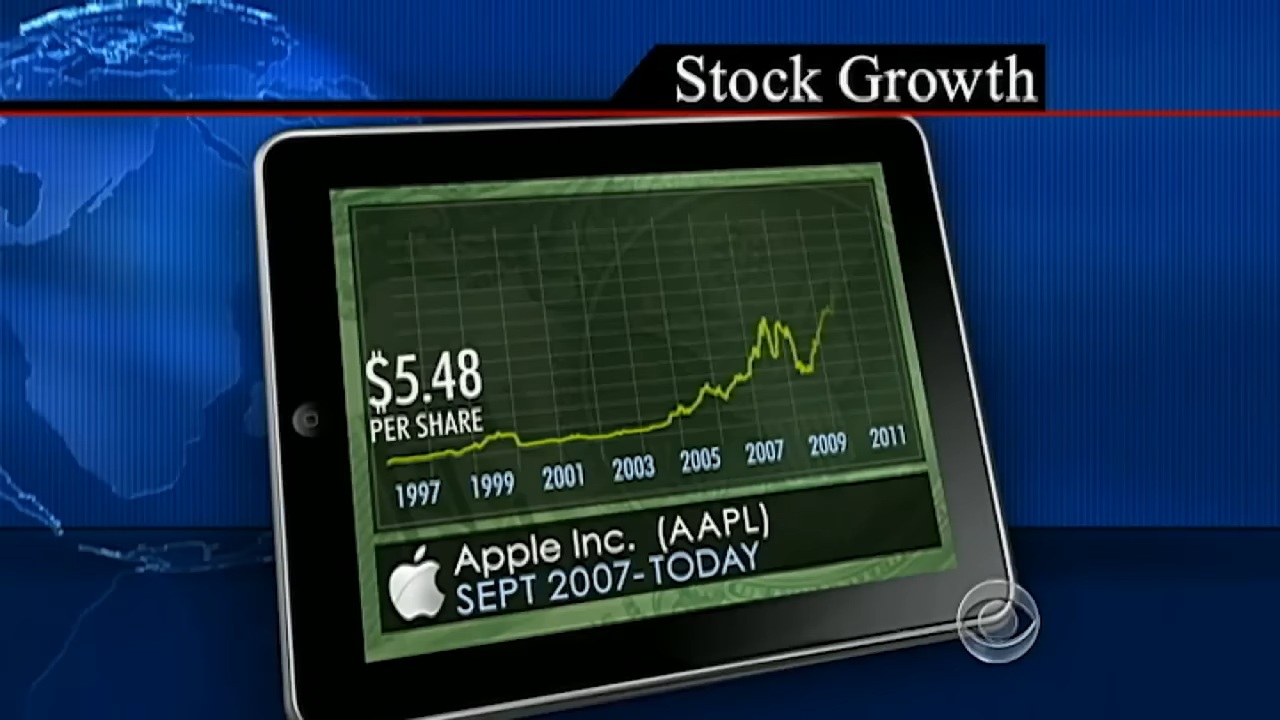 Stock Growth
$5.48
PER SHARE
1997 1999 2001 2003 2005 2007 2009 2011
Apple Inc. (AAPL)
SEPT 2007-TODAY